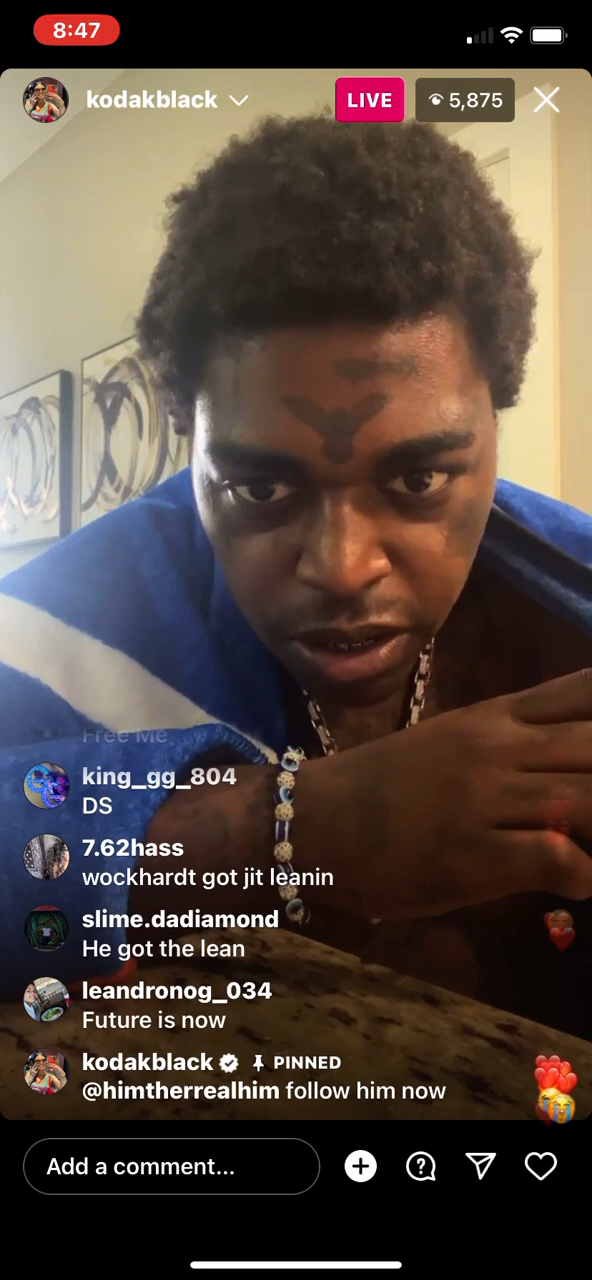 8:47
kodakblack
LIVE
5,875
Free Me
king_gg_804
DS
7.62hass
wockhardt got jit leanin
slime.dadiamond
He got the lean
leandronog_034
Future is now
kodakblack PINNED
@himtherrealhim follow him now
Add a comment...